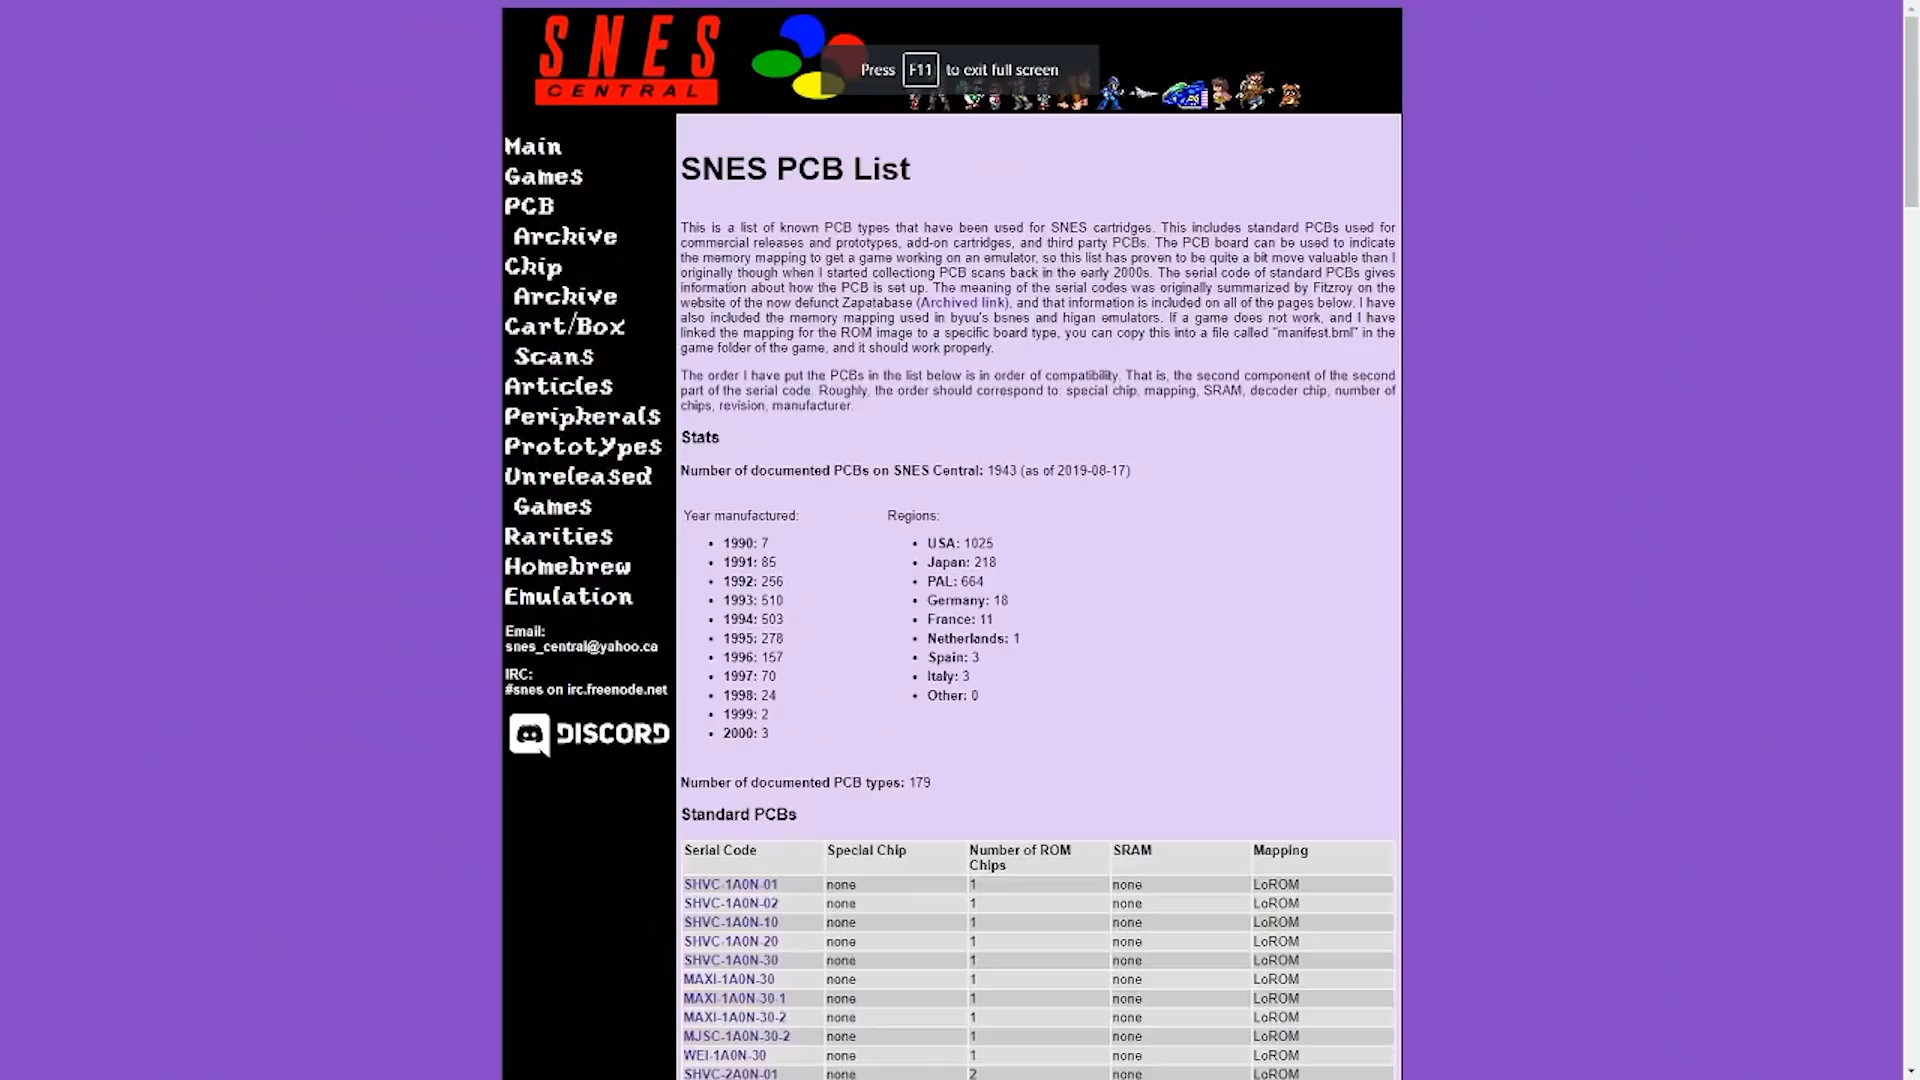 SNES
CENTRAL
Press F11 to exit full screen
Main
Games
PCB
Archive
Chip
Archive
Cart/Box
Scans
Articles
Peripherals
Prototypes
Unreleased
Games
Rarities
Homebrew
Emulation
Email:
snes_central@yahoo.ca
IRC:
#snes on irc.freenode.net
DISCORD
SNES PCB List
This is a list of known PCB types that have been used for SNES cartridges. This includes standard PCBs used for
commercial releases and prototypes, add-on cartridges, and third party PCBs. The PCB board can be used to indicate
the memory mapping to get a game working on an emulator, so this list has proven to be quite a bit move valuable than I
originally though when I started collectiong PCB scans back in the early 2000s. The serial code of standard PCBs gives
information about how the PCB is set up. The meaning of the serial codes was originally summarized by Fitzroy on the
website of the now defunct Zapatabase (Archived link), and that information is included on all of the pages below. I have
also included the memory mapping used in byuu's bsnes and higan emulators. If a game does not work, and I have
linked the mapping for the ROM image to a specific board type, you can copy this into a file called "manifest.bml" in the
game folder of the game, and it should work properly.
The order I have put the PCBs in the list below is in order of compatibility. That is, the second component of the second
part of the serial code. Roughly, the order should correspond to: special chip, mapping, SRAM, decoder chip, number of
chips, revision, manufacturer.
Stats
Number of documented PCBs on SNES Central: 1943 (as of 2019-08-17)
Year manufactured:
1990: 7
1991: 85
1992: 256
1993: 510
1994: 503
1995: 278
1996: 157
1997: 70
1998: 24
1999: 2
2000: 3
Regions:
USA: 1025
Japan: 218
PAL: 664
Germany: 18
France: 11
Netherlands: 1
Spain: 3
Italy: 3
Other: 0
Number of documented PCB types: 179
Standard PCBs
Serial Code Special Chip Number of ROM Chips SRAM Mapping
SHVC-1A0N-01 none 1 none LoROM
SHVC-1A0N-02 none 1 none LoROM
SHVC-1A0N-10 none 1 none LoROM
SHVC-1A0N-20 none 1 none LoROM
SHVC-1A0N-30 none 1 none LoROM
MAXI-1A0N-30 none 1 none LoROM
MAXI-1A0N-30-1 none 1 none LoROM
MAXI-1A0N-30-2 none 1 none LoROM
MJSC-1A0N-30-2 none 1 none LoROM
WEI-1A0N-30 none 1 none LoROM
SHVC-2A0N-01 none 2 none LoROM